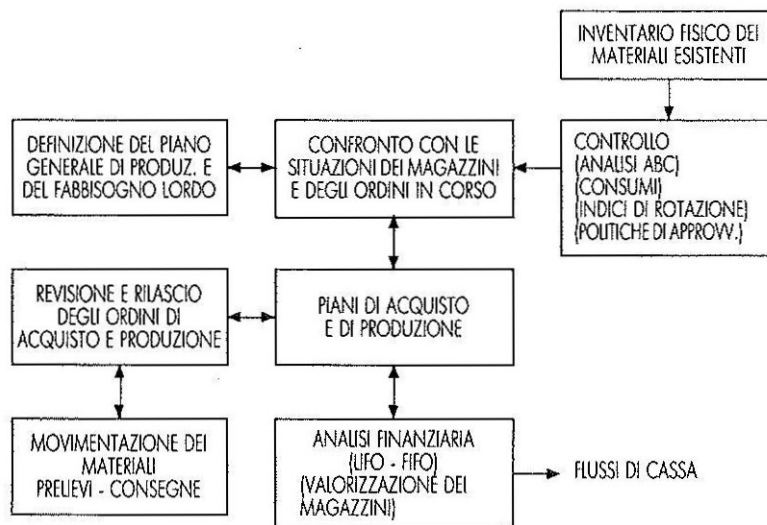 INVENTARIO FISICO DEI
MATERIALI ESISTENTI
DEFINIZIONE DEL PIANO
GENERALE DI PRODUZ. E
DEL FABBISOGNO LORDO
CONFRONTO CON LE
SITUAZIONI DEI MAGAZZINI
E DEGLI ORDINI IN CORSO
CONTROLLO
(ANALISI ABC)
(CONSUMI)
(INDICI DI ROTAZIONE)
(POLITICHE DI APPROVV.)
REVISIONE E RILASCIO
DEGLI ORDINI DI
ACQUISTO E PRODUZIONE
PIANI DI ACQUISTO
E DI PRODUZIONE
MOVIMENTAZIONE DEI
MATERIALI
PRELIEVI - CONSEGNE
ANALISI FINANZIARIA
(LIFO - FIFO)
(VALORIZZAZIONE DEI
MAGAZZINI)
FLUSSI DI CASSA